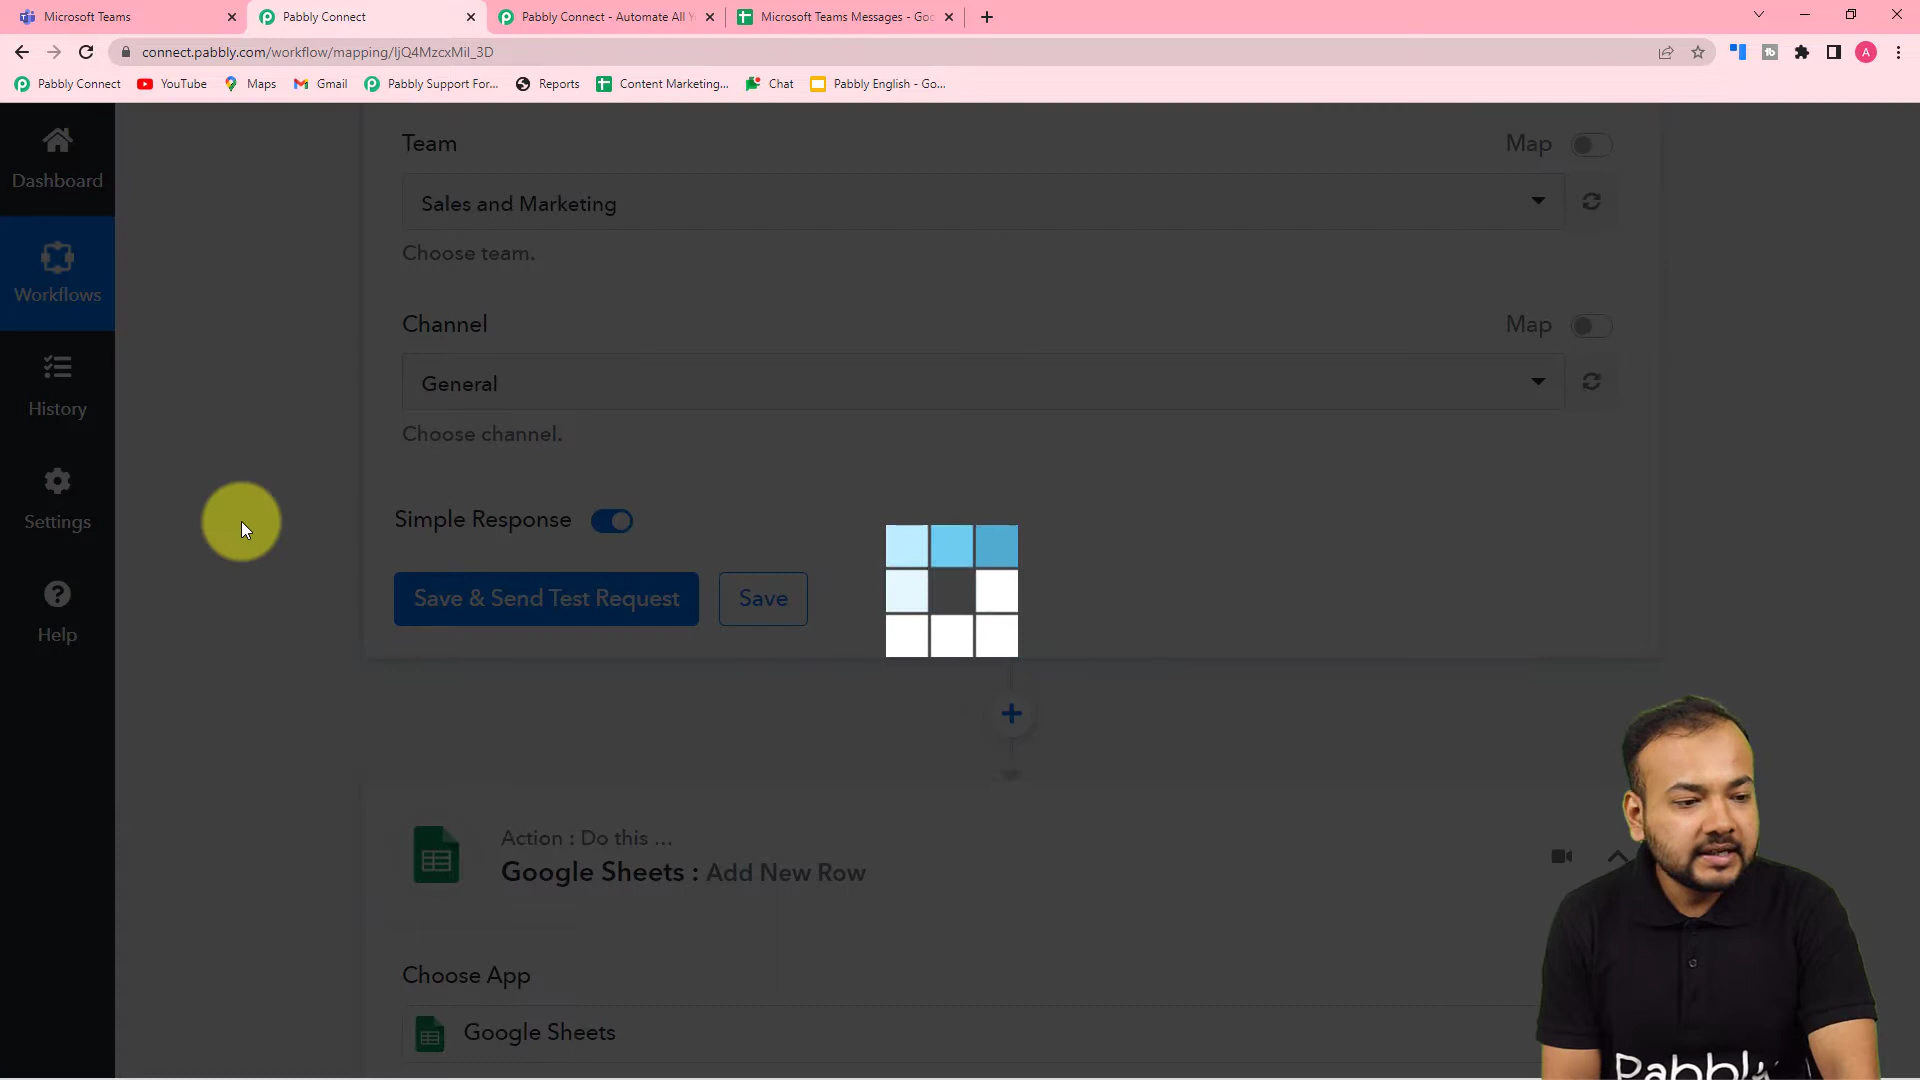 Microsoft Teams
Pabbly Connect
Pabbly Connect - Automate All Y
Microsoft Teams Messages - Goo
connect.pabbly.com/workflow/mapping/IjQ4MzcxMiI_3D
A
Pabbly Connect
YouTube
Maps
Gmail
Pabbly Support For...
Reports
Content Marketing...
Chat
Pabbly English - Go...
Dashboard
Workflows
History
Settings
Help
Team
Map
Sales and Marketing
Choose team.
Channel
Map
General
Choose channel.
Simple Response
Save & Send Test Request
Save
Action : Do this ...
Google Sheets : Add New Row
Choose App
Google Sheets
Pabbly